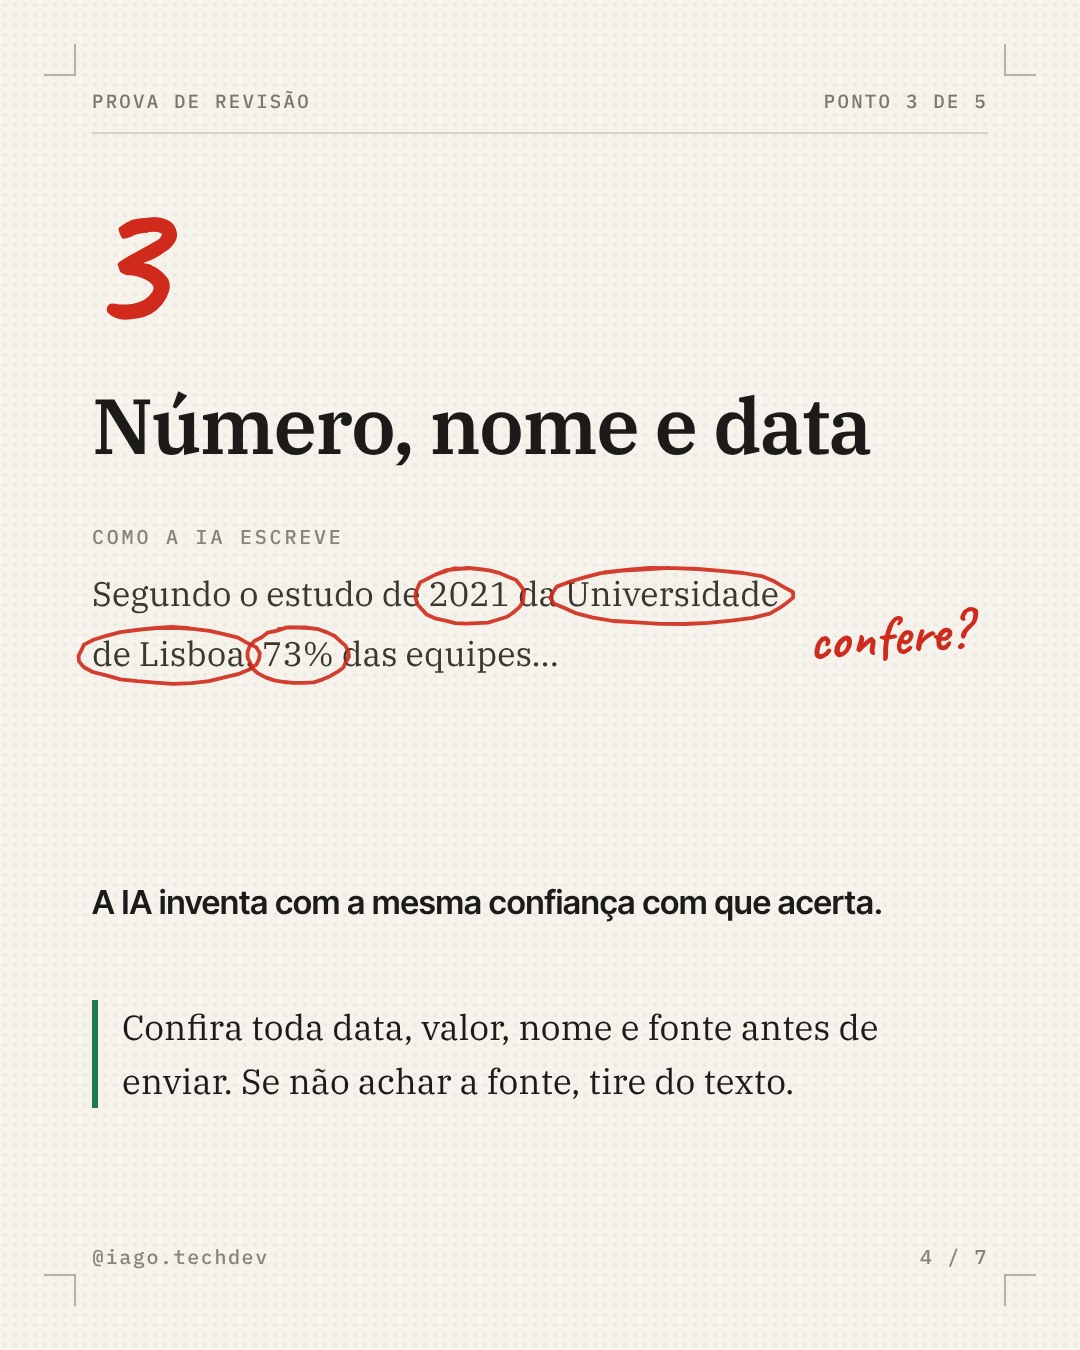 PROVA DE REVISÃO
PONTO 3 DE 5
3
Número, nome e data
COMO A IA ESCREVE
Segundo o estudo de 2021 da Universidade
de Lisboa, 73% das equipes...
confere?
A IA inventa com a mesma confiança com que acerta.
Confira toda data, valor, nome e fonte antes de
enviar. Se não achar a fonte, tire do texto.
@iago.techdev
4 / 7